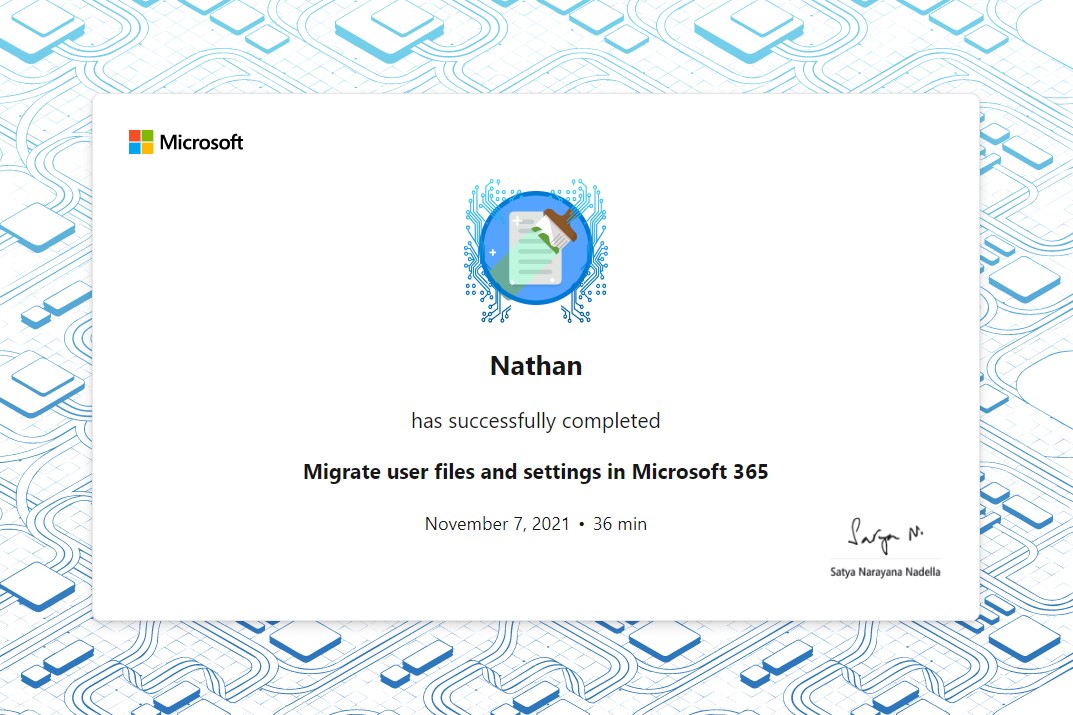 Microsoft
Nathan
has successfully completed
Migrate user files and settings in Microsoft 365
November 7, 2021 • 36 min
Satya N.
Satya Narayana Nadella